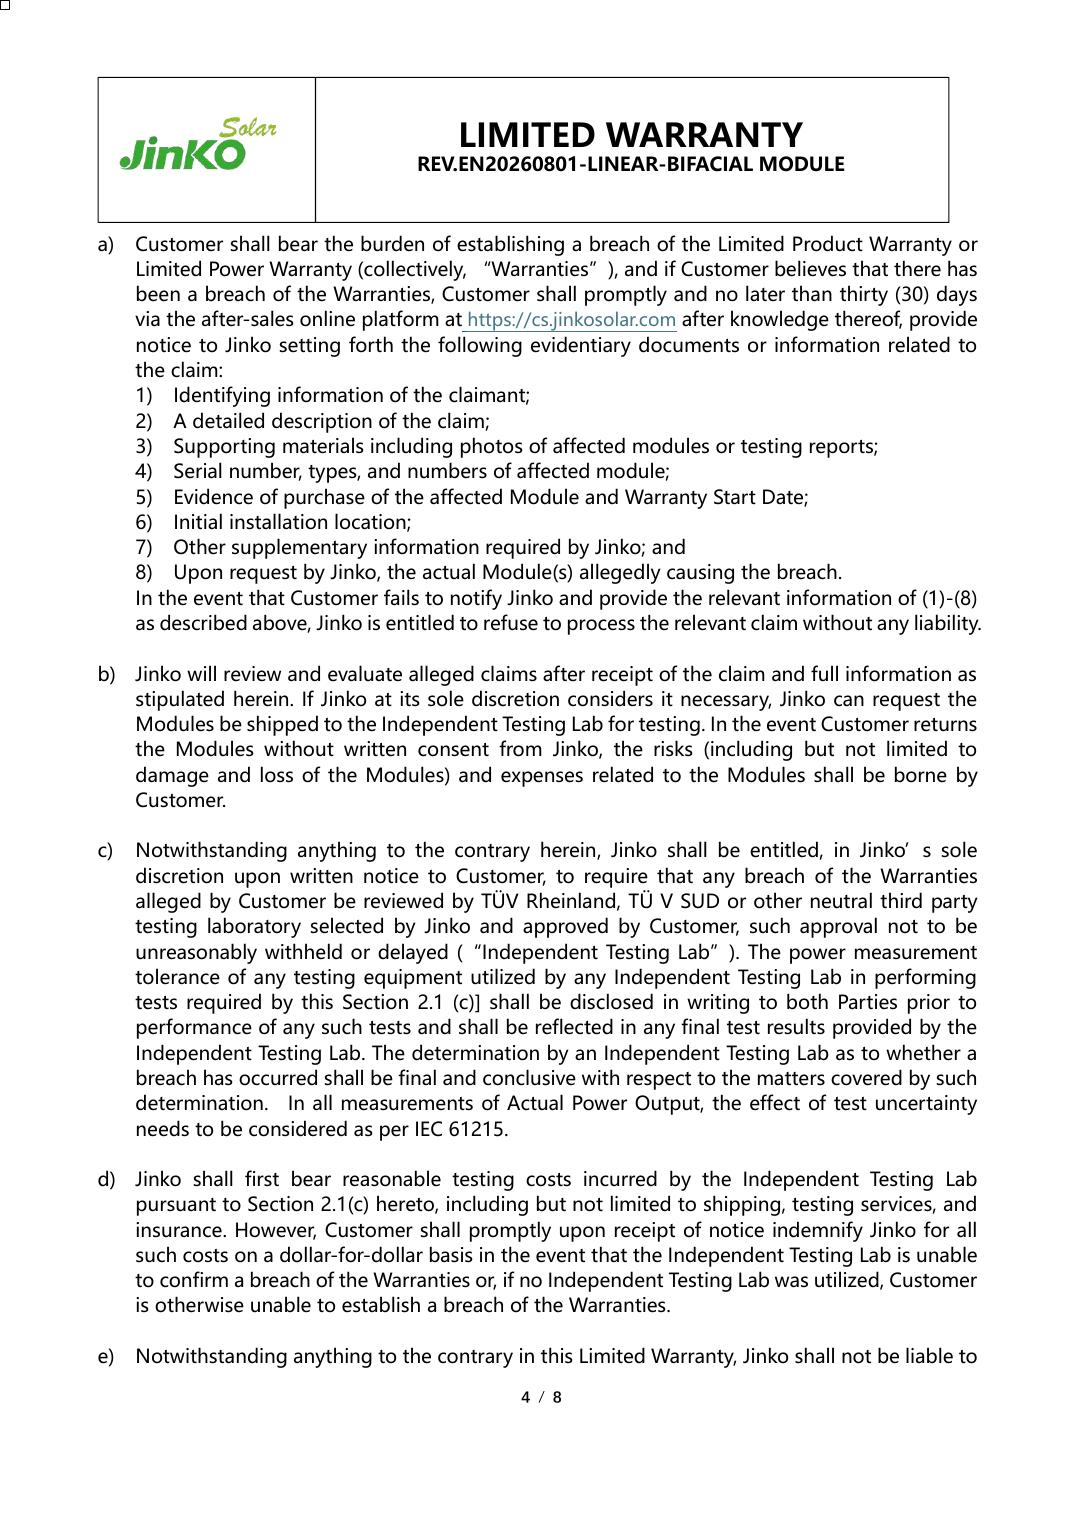 Solar
JinKO
LIMITED WARRANTY
REV.EN20260801-LINEAR-BIFACIAL MODULE
a) Customer shall bear the burden of establishing a breach of the Limited Product Warranty or
Limited Power Warranty (collectively, “Warranties”), and if Customer believes that there has
been a breach of the Warranties, Customer shall promptly and no later than thirty (30) days
via the after-sales online platform at https://cs.jinkosolar.com after knowledge thereof, provide
notice to Jinko setting forth the following evidentiary documents or information related to
the claim:
1) Identifying information of the claimant;
2) A detailed description of the claim;
3) Supporting materials including photos of affected modules or testing reports;
4) Serial number, types, and numbers of affected module;
5) Evidence of purchase of the affected Module and Warranty Start Date;
6) Initial installation location;
7) Other supplementary information required by Jinko; and
8) Upon request by Jinko, the actual Module(s) allegedly causing the breach.
In the event that Customer fails to notify Jinko and provide the relevant information of (1)-(8)
as described above, Jinko is entitled to refuse to process the relevant claim without any liability.
b) Jinko will review and evaluate alleged claims after receipt of the claim and full information as
stipulated herein. If Jinko at its sole discretion considers it necessary, Jinko can request the
Modules be shipped to the Independent Testing Lab for testing. In the event Customer returns
the Modules without written consent from Jinko, the risks (including but not limited to
damage and loss of the Modules) and expenses related to the Modules shall be borne by
Customer.
c) Notwithstanding anything to the contrary herein, Jinko shall be entitled, in Jinko’s sole
discretion upon written notice to Customer, to require that any breach of the Warranties
alleged by Customer be reviewed by TÜV Rheinland, TÜ V SUD or other neutral third party
testing laboratory selected by Jinko and approved by Customer, such approval not to be
unreasonably withheld or delayed (“Independent Testing Lab”). The power measurement
tolerance of any testing equipment utilized by any Independent Testing Lab in performing
tests required by this Section 2.1 (c)] shall be disclosed in writing to both Parties prior to
performance of any such tests and shall be reflected in any final test results provided by the
Independent Testing Lab. The determination by an Independent Testing Lab as to whether a
breach has occurred shall be final and conclusive with respect to the matters covered by such
determination. In all measurements of Actual Power Output, the effect of test uncertainty
needs to be considered as per IEC 61215.
d) Jinko shall first bear reasonable testing costs incurred by the Independent Testing Lab
pursuant to Section 2.1(c) hereto, including but not limited to shipping, testing services, and
insurance. However, Customer shall promptly upon receipt of notice indemnify Jinko for all
such costs on a dollar-for-dollar basis in the event that the Independent Testing Lab is unable
to confirm a breach of the Warranties or, if no Independent Testing Lab was utilized, Customer
is otherwise unable to establish a breach of the Warranties.
e) Notwithstanding anything to the contrary in this Limited Warranty, Jinko shall not be liable to
4 / 8